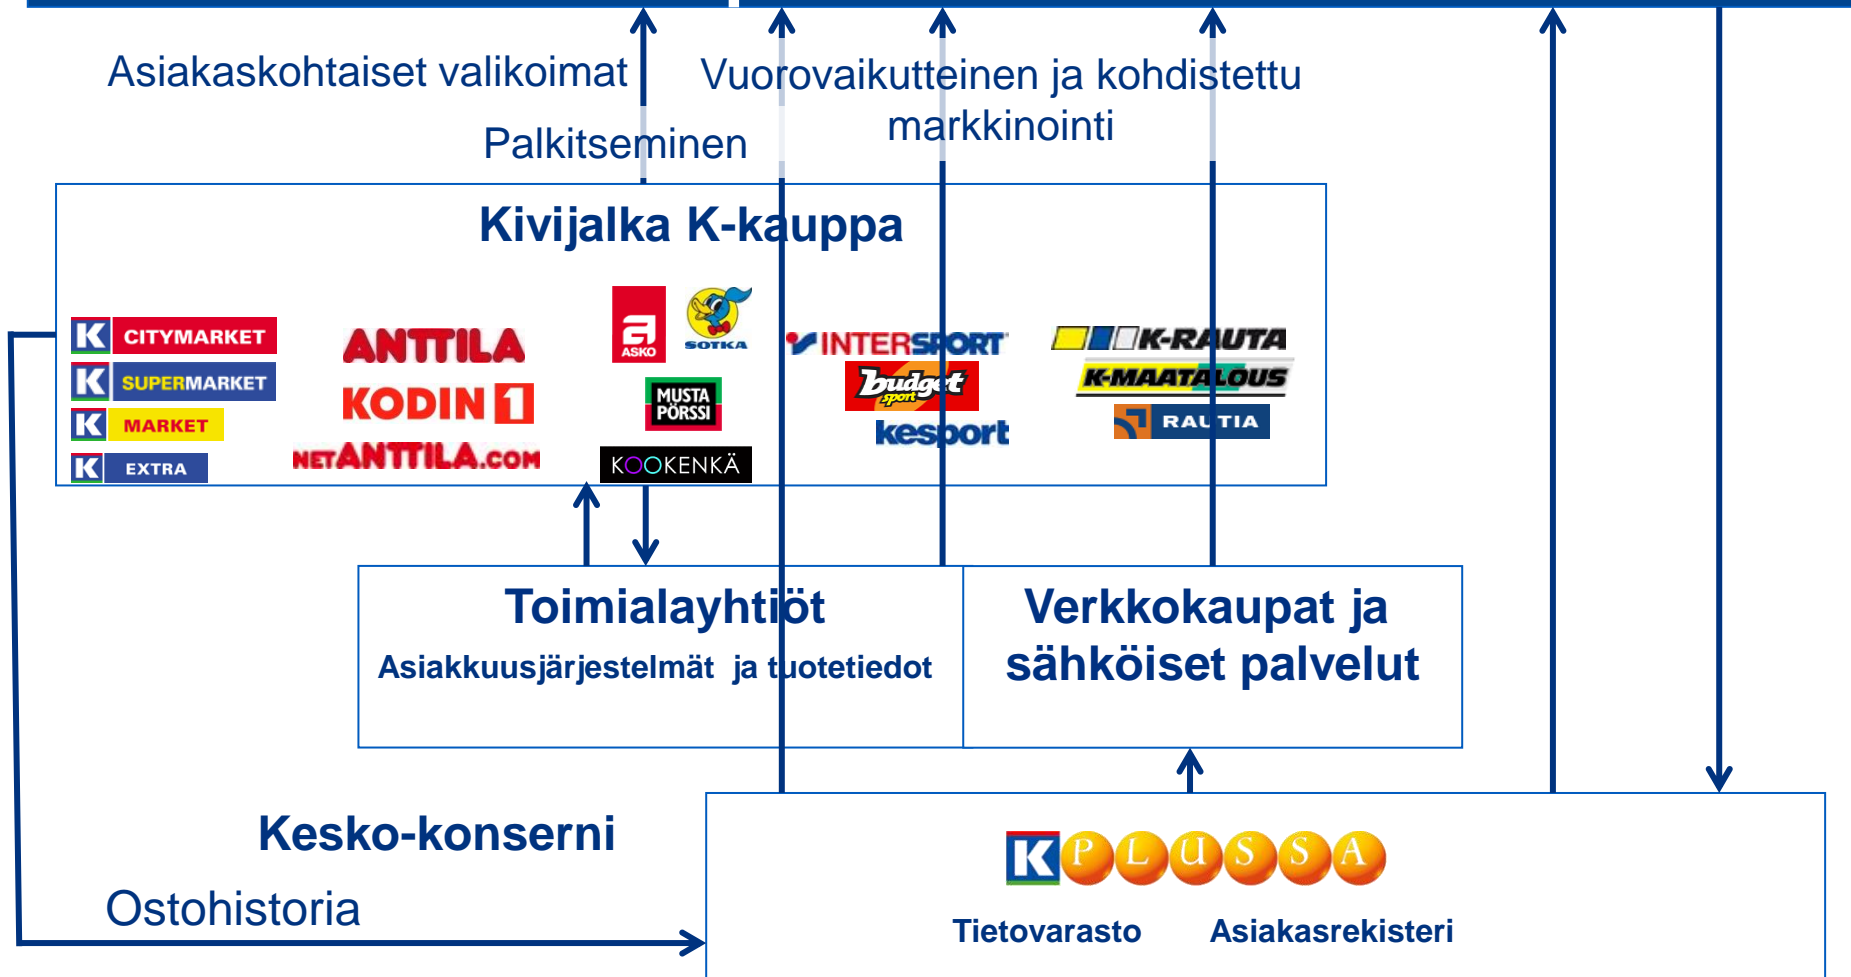 Asiakaskohtaiset valikoimat
Vuorovaikutteinen ja kohdistettu
markkinointi
Palkitseminen
Kivijalka K-kauppa
K CITYMARKET
K SUPERMARKET
K MARKET
K EXTRA
ANTTILA
KODIN 1
NETANTTILA.COM
a
ASKO
SOTKA
MUSTA
PÖRSSI
KOOKENKÄ
INTERSPORT
budget
sport
kesport
K-RAUTA
K-MAATALOUS
RAUTIA
Toimialayhtiöt
Asiakkuusjärjestelmät ja tuotetiedot
Verkkokaupat ja
sähköiset palvelut
Kesko-konserni
Ostohistoria
K PLUSSA
Tietovarasto Asiakasrekisteri